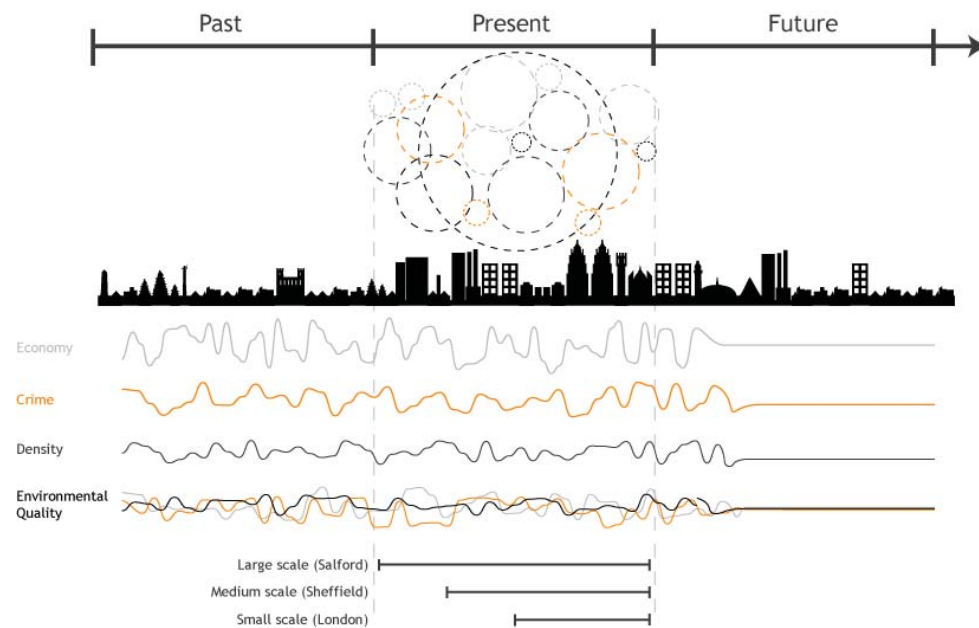 Past
Present
Future
Economy
Crime
Density
Environmental
Quality
Large scale (Salford)
Medium scale (Sheffield)
Small scale (London)